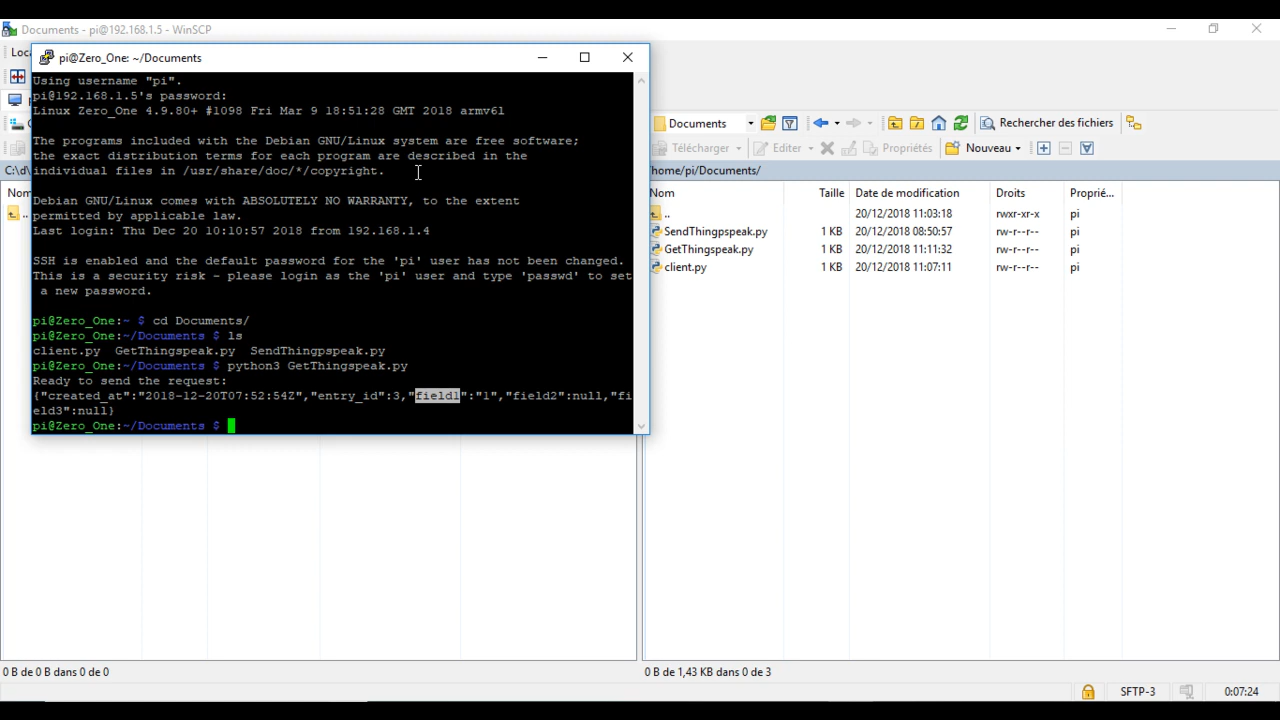 Documents - pi@192.168.1.5 - WinSCP
Loca
pi@Zero_One: ~/Documents
Using username "pi".
pi@192.168.1.5's password:
Linux Zero_One 4.9.80+ #1098 Fri Mar 9 18:51:28 GMT 2018 armv6l
The programs included with the Debian GNU/Linux system are free software;
the exact distribution terms for each program are described in the
individual files in /usr/share/doc/*/copyright.
Debian GNU/Linux comes with ABSOLUTELY NO WARRANTY, to the extent
permitted by applicable law.
Last login: Thu Dec 20 10:10:57 2018 from 192.168.1.4
SSH is enabled and the default password for the 'pi' user has not been changed.
This is a security risk - please login as the 'pi' user and type 'passwd' to set
a new password.
pi@Zero_One:~ $ cd Documents/
pi@Zero_One:~/Documents $ ls
client.py GetThingspeak.py SendThingpspeak.py
pi@Zero_One:~/Documents $ python3 GetThingspeak.py
Ready to send the request:
{"created_at":"2018-12-20T07:52:54Z","entry_id":3,"field1":"1","field2":null,"fi
eld3":null}
pi@Zero_One:~/Documents $
C:\d\
Nom
..
Documents Rechercher des fichiers
Télécharger Editer Propriétés Nouveau
/home/pi/Documents/
Nom Taille Date de modification Droits Proprié...
.. 20/12/2018 11:03:18 rwxr-xr-x pi
SendThingpspeak.py 1 KB 20/12/2018 08:50:57 rw-r--r-- pi
GetThingspeak.py 1 KB 20/12/2018 11:11:32 rw-r--r-- pi
client.py 1 KB 20/12/2018 11:07:11 rw-r--r-- pi
0 B de 0 B dans 0 de 0
0 B de 1,43 KB dans 0 de 3
SFTP-3 0:07:24